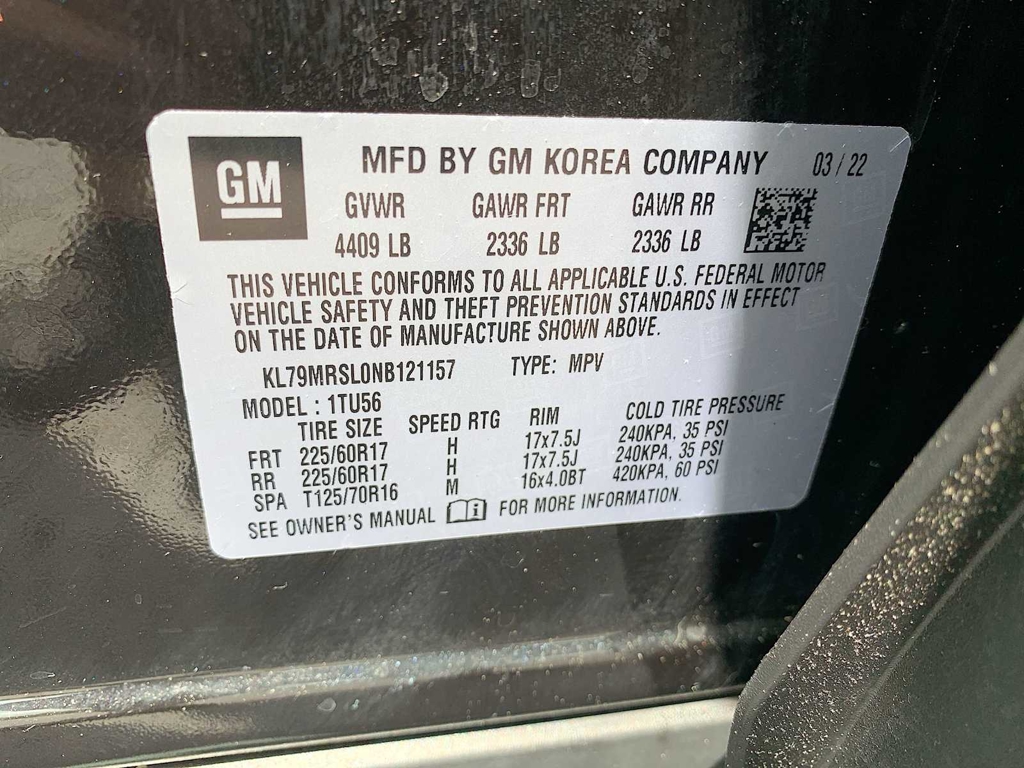 GM
MFD BY GM KOREA COMPANY 03/22
GVWR GAWR FRT GAWR RR
4409 LB 2336 LB 2336 LB
THIS VEHICLE CONFORMS TO ALL APPLICABLE U.S. FEDERAL MOTOR
VEHICLE SAFETY AND THEFT PREVENTION STANDARDS IN EFFECT
ON THE DATE OF MANUFACTURE SHOWN ABOVE.
KL79MRSL0NB121157 TYPE: MPV
MODEL : 1TU56
TIRE SIZE SPEED RTG RIM COLD TIRE PRESSURE
FRT 225/60R17 H 17x7.5J 240KPA, 35 PSI
RR 225/60R17 H 17x7.5J 240KPA, 35 PSI
SPA T125/70R16 M 16x4.0BT 420KPA, 60 PSI
SEE OWNER'S MANUAL i FOR MORE INFORMATION.